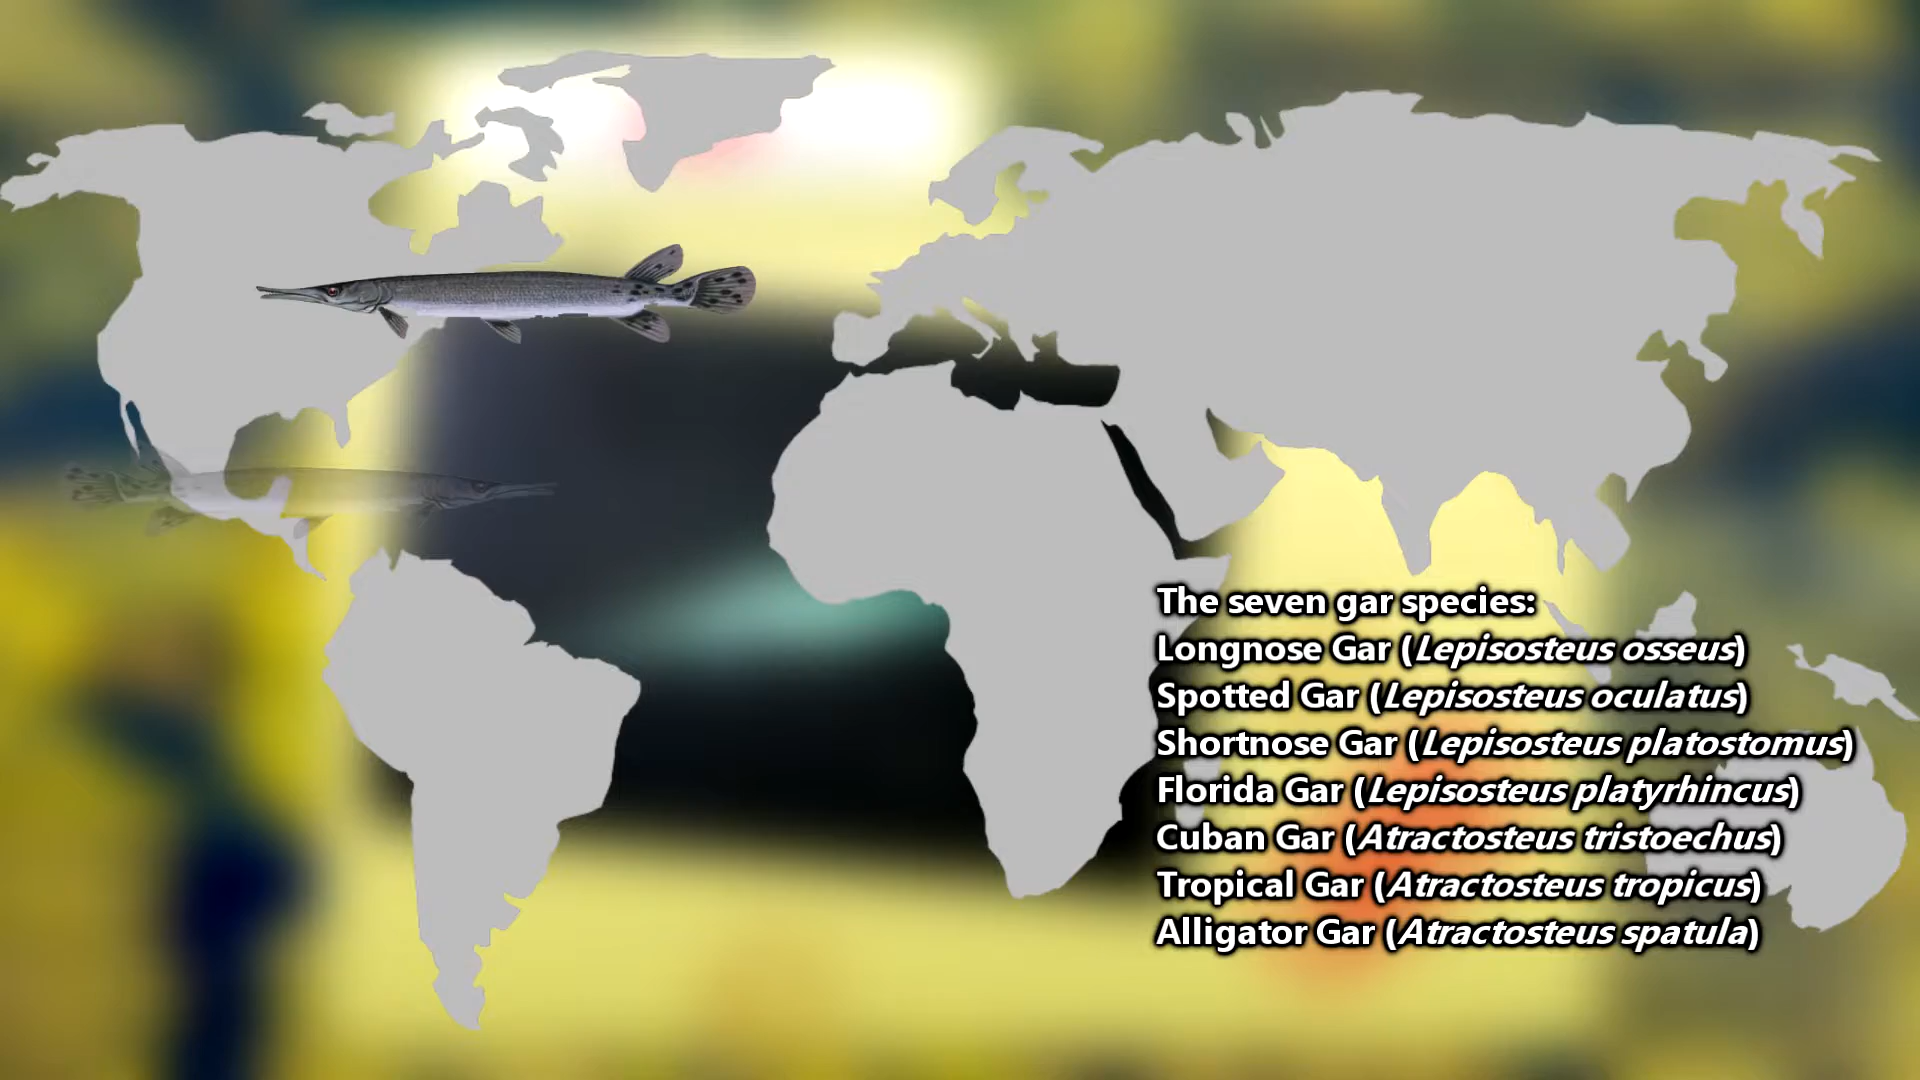 The seven gar species:
Longnose Gar (Lepisosteus osseus)
Spotted Gar (Lepisosteus oculatus)
Shortnose Gar (Lepisosteus platostomus)
Florida Gar (Lepisosteus platyrhincus)
Cuban Gar (Atractosteus tristoechus)
Tropical Gar (Atractosteus tropicus)
Alligator Gar (Atractosteus spatula)